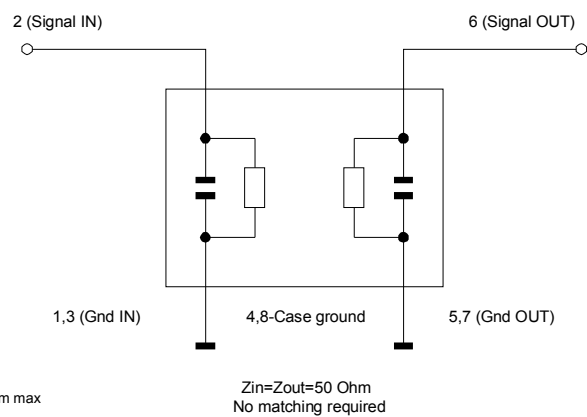 2 (Signal IN)
6 (Signal OUT)
1,3 (Gnd IN)
4,8-Case ground
5,7 (Gnd OUT)
Zin=Zout=50 Ohm
No matching required
m max